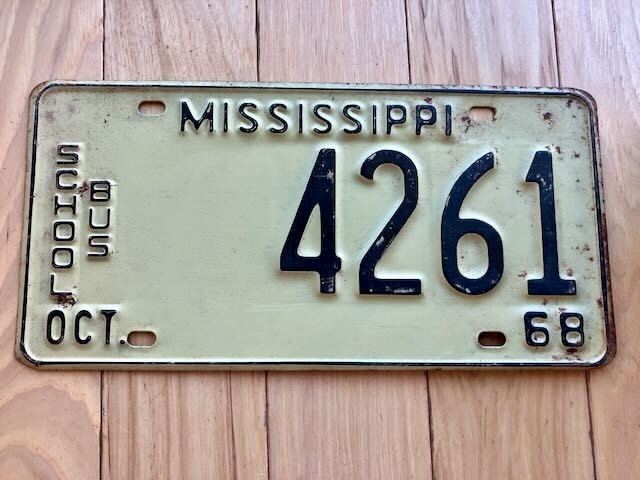 MISSISSIPPI
SCHOOL
BUS
4261
OCT.
68